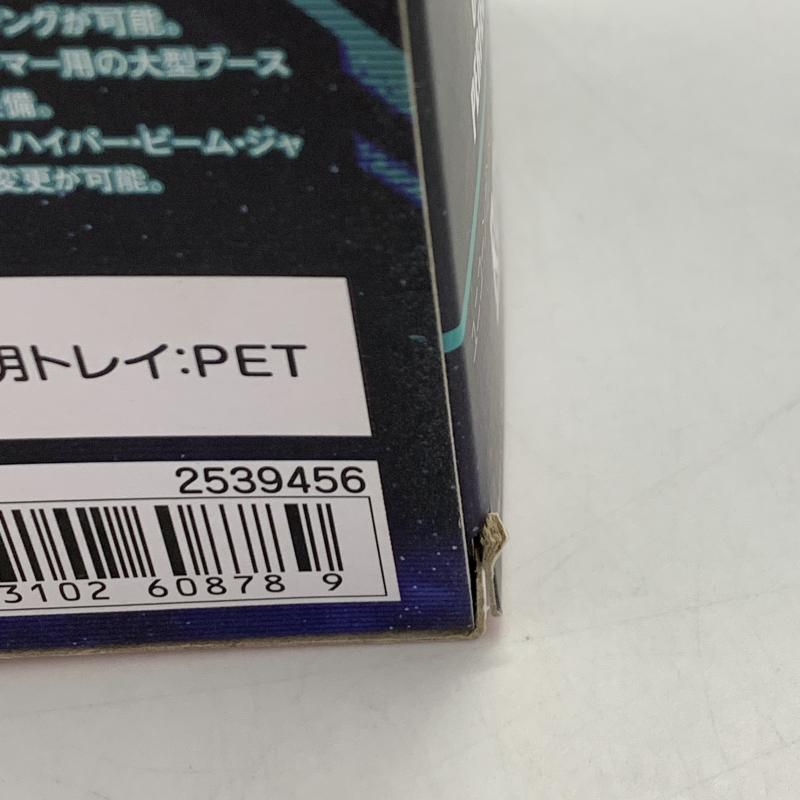 ングが可能。
マー用の大型ブース
備。
ハイパー・ビーム・ジャ
変更が可能。
明トレイ:PET
2539456
3102 60878 9